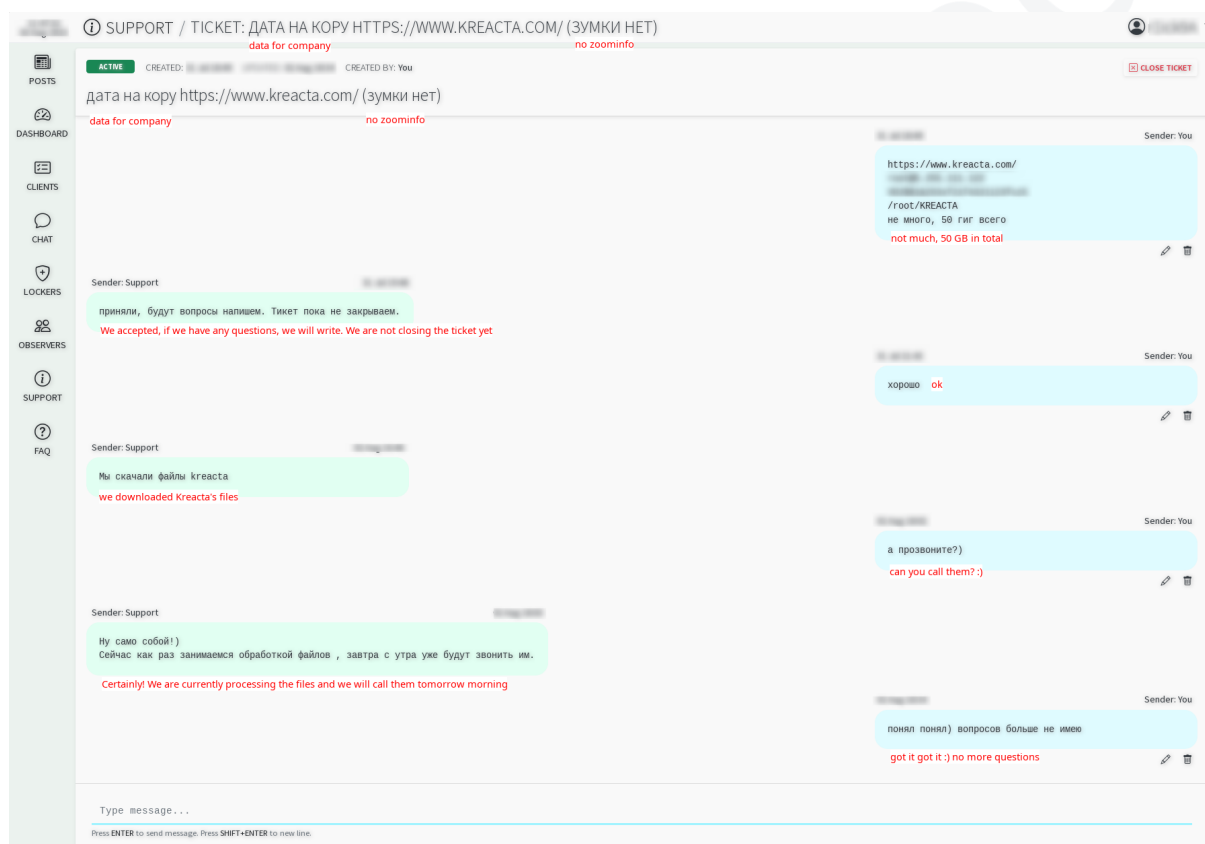 SUPPORT / TICKET: ДАТА НА КОРУ HTTPS://WWW.KREACTA.COM/ (ЗУМКИ НЕТ)
data for company
no zoominfo
POSTS
DASHBOARD
CLIENTS
CHAT
LOCKERS
OBSERVERS
SUPPORT
FAQ
ACTIVE CREATED: CREATED BY: You
CLOSE TICKET
дата на кору https://www.kreacta.com/ (зумки нет)
data for company
no zoominfo
Sender: You
https://www.kreacta.com/
/root/KREACTA
не много, 50 гиг всего
not much, 50 GB in total
Sender: Support
приняли, будут вопросы напишем. Тикет пока не закрываем.
We accepted, if we have any questions, we will write. We are not closing the ticket yet
Sender: You
хорошо ok
Sender: Support
Мы скачали файлы kreacta
we downloaded Kreacta's files
Sender: You
а прозвоните?)
can you call them? :)
Sender: Support
Ну само собой!)
Сейчас как раз занимаемся обработкой файлов , завтра с утра уже будут звонить им.
Certainly! We are currently processing the files and we will call them tomorrow morning
Sender: You
понял понял) вопросов больше не имею
got it got it :) no more questions
Type message...
Press ENTER to send message. Press SHIFT+ENTER to new line.